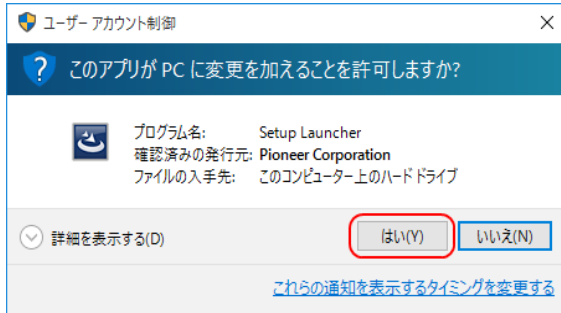 ユーザー アカウント制御
このアプリが PC に変更を加えることを許可しますか?
プログラム名: Setup Launcher
確認済みの発行元: Pioneer Corporation
ファイルの入手先: このコンピューター上のハード ドライブ
詳細を表示する(D)
はい(Y)
いいえ(N)
これらの通知を表示するタイミングを変更する